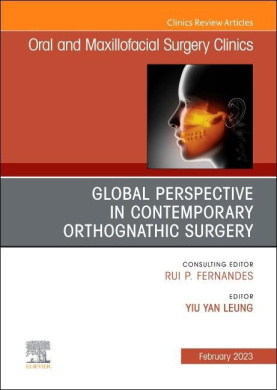 Clinics Review Articles
Oral and Maxillofacial Surgery Clinics
GLOBAL PERSPECTIVE
IN CONTEMPORARY
ORTHOGNATHIC SURGERY
CONSULTING EDITOR
RUI P. FERNANDES
EDITOR
YIU YAN LEUNG
ELSEVIER
February 2023